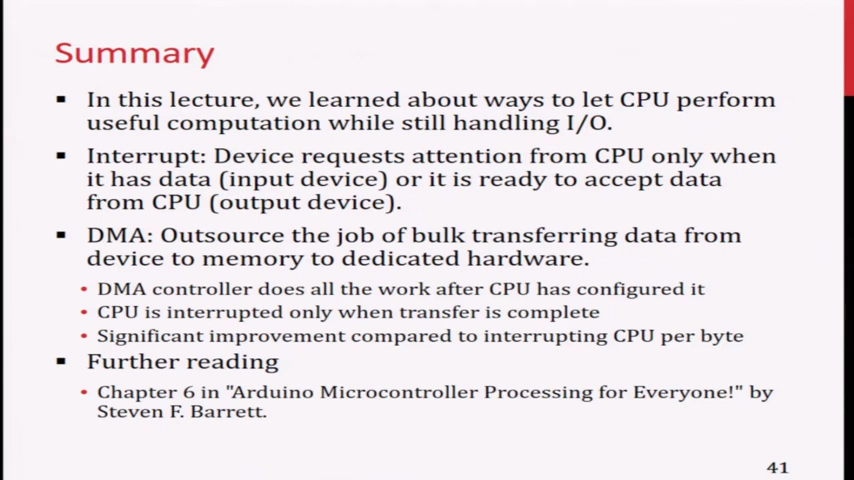 Summary
▪ In this lecture, we learned about ways to let CPU perform
useful computation while still handling I/O.
▪ Interrupt: Device requests attention from CPU only when
it has data (input device) or it is ready to accept data
from CPU (output device).
▪ DMA: Outsource the job of bulk transferring data from
device to memory to dedicated hardware.
• DMA controller does all the work after CPU has configured it
• CPU is interrupted only when transfer is complete
• Significant improvement compared to interrupting CPU per byte
▪ Further reading
• Chapter 6 in "Arduino Microcontroller Processing for Everyone!" by
Steven F. Barrett.
41